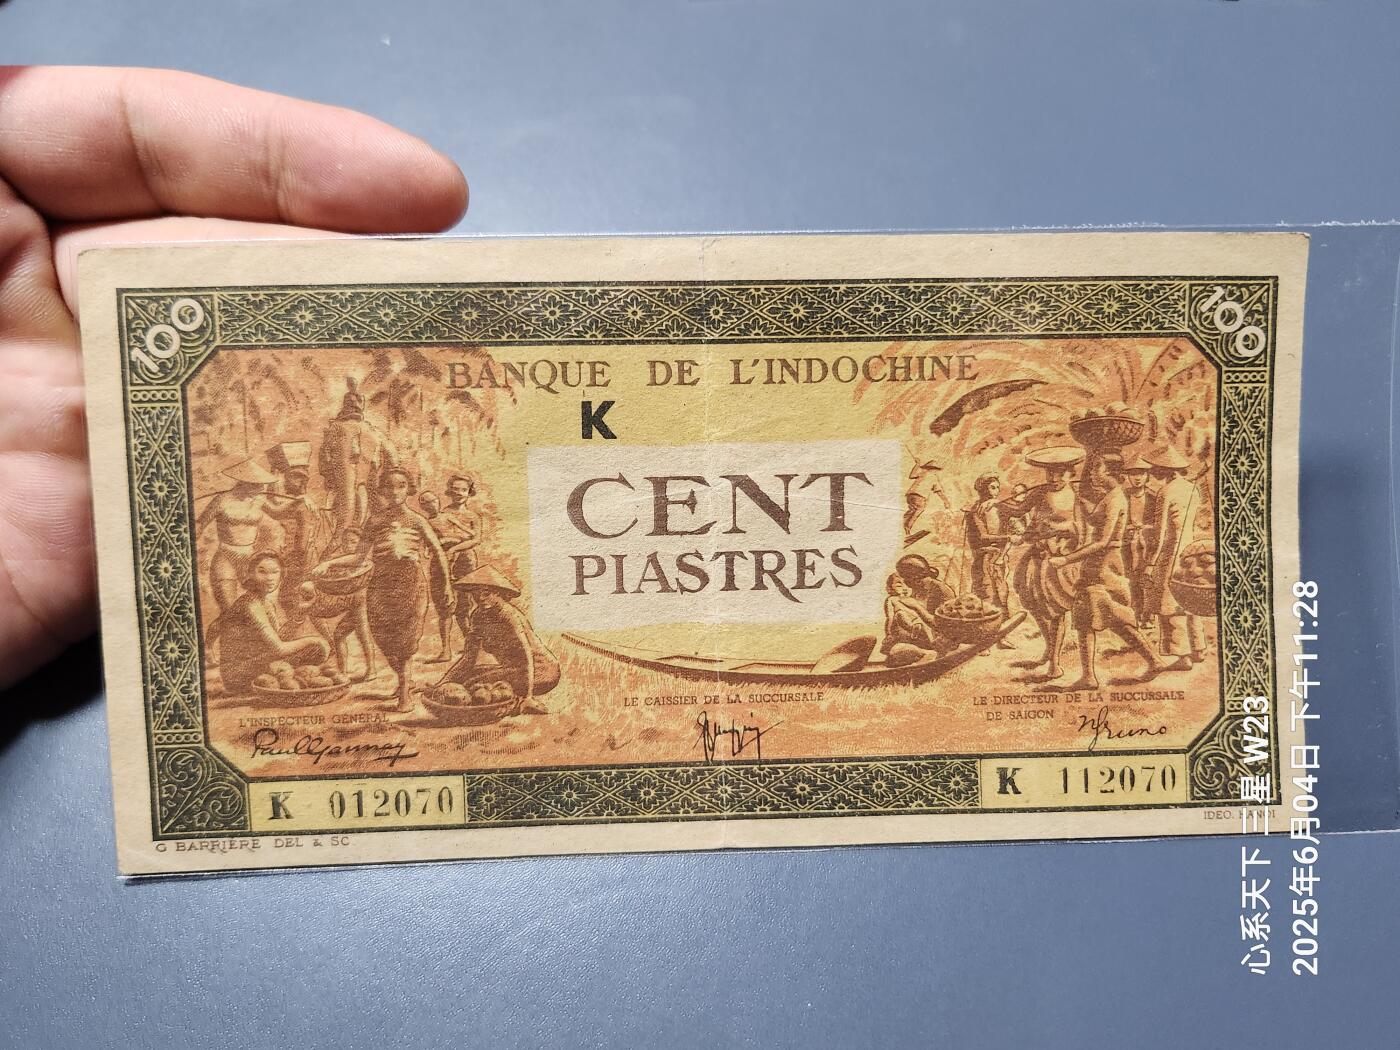 100
100
BANQUE DE L'INDOCHINE
K
CENT
PIASTRES
L'INSPECTEUR GÉNÉRAL
LE CAISSIER DE LA SUCCURSALE
LE DIRECTEUR DE LA SUCCURSALE
DE SAIGON
K 012070
K 112070
G BARRIÈRE DEL & SC
IDEO. HANOI
心系天下 三星 W23
2025年6月04日 下午11:28